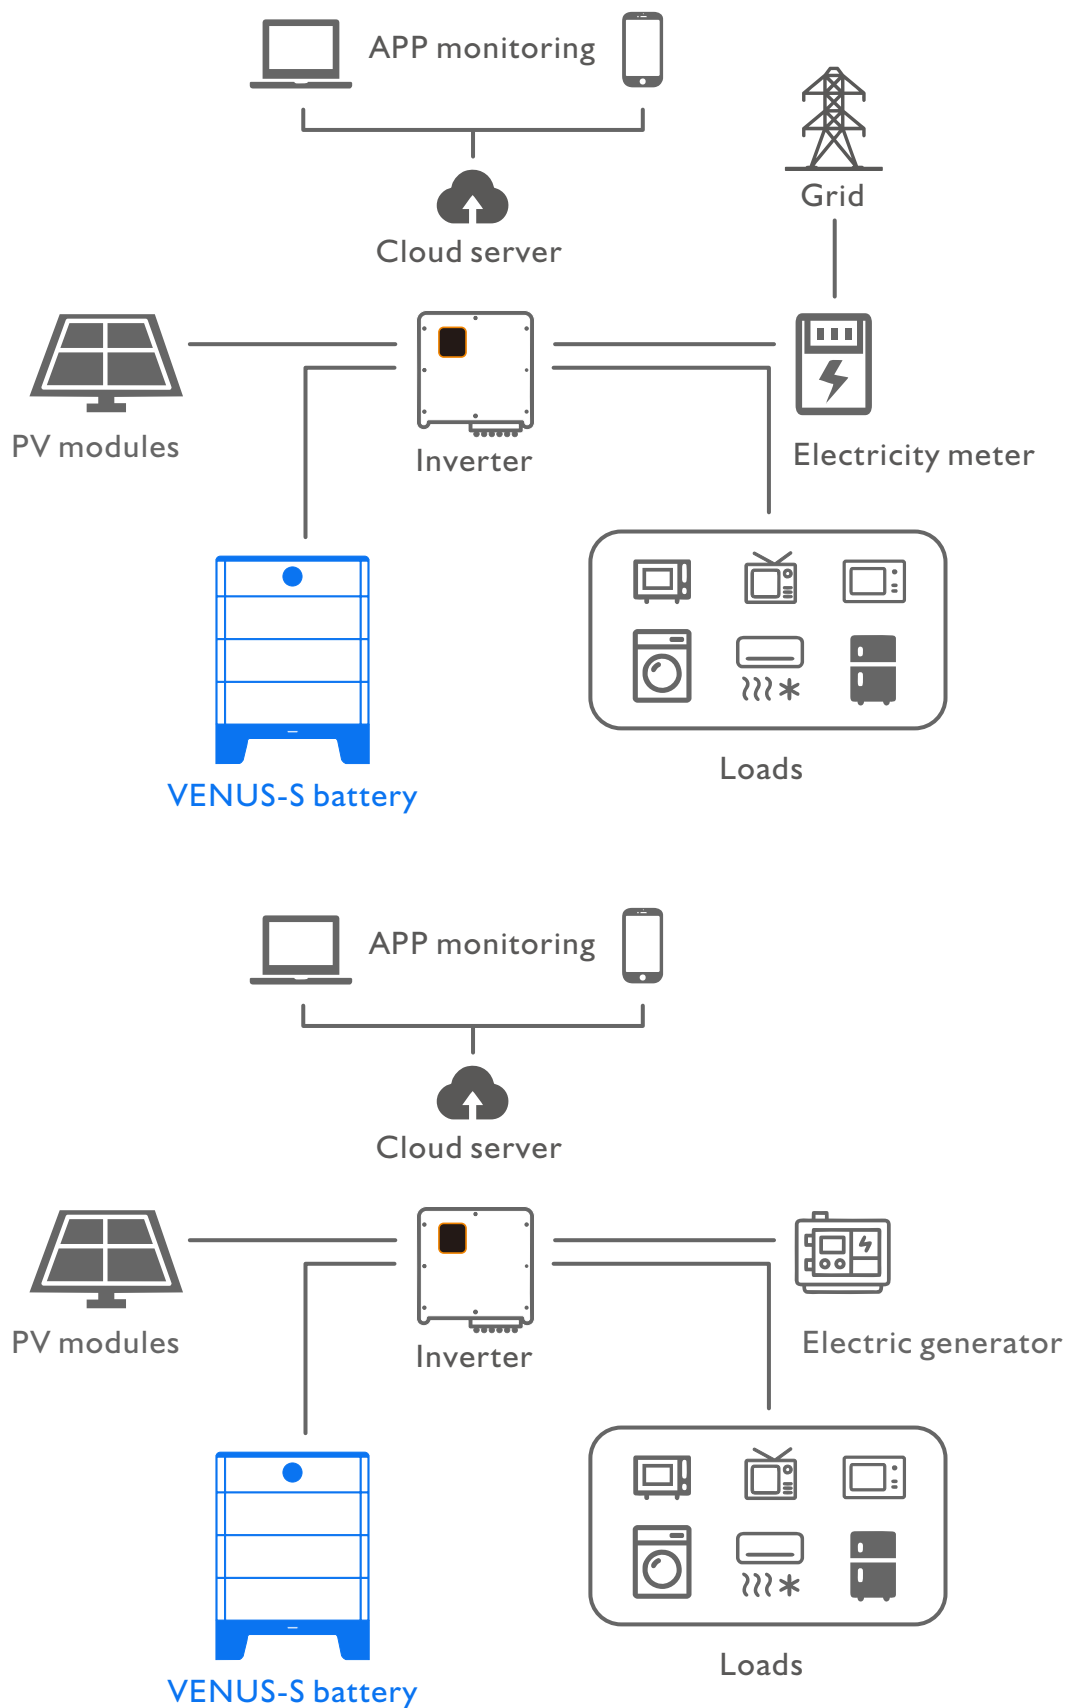 APP monitoring
Grid
Cloud server
PV modules
Inverter
Electricity meter
Loads
VENUS-S battery
APP monitoring
Cloud server
PV modules
Inverter
Electric generator
Loads
VENUS-S battery